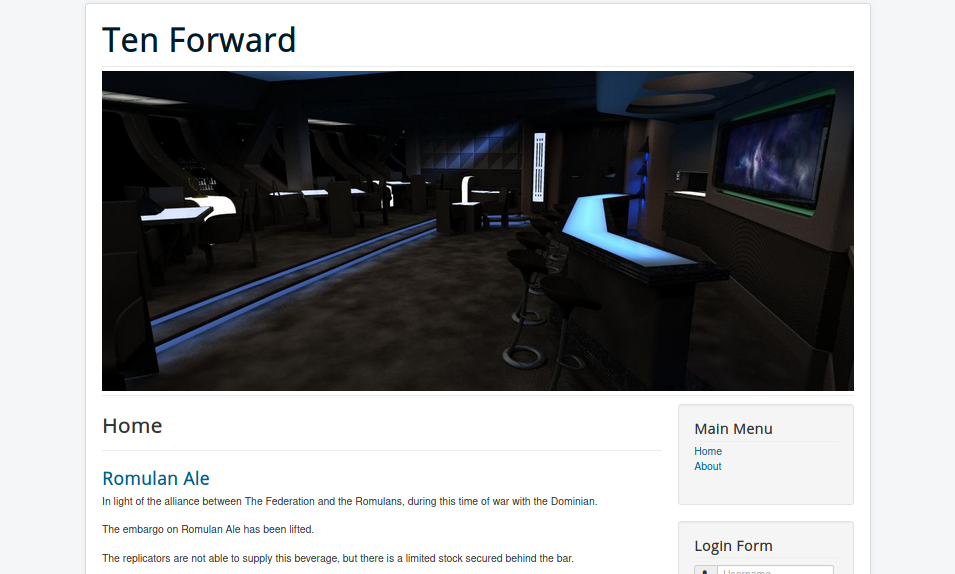 Ten Forward
Home
Romulan Ale
In light of the alliance between The Federation and the Romulans, during this time of war with the Dominian.
The embargo on Romulan Ale has been lifted.
The replicators are not able to supply this beverage, but there is a limited stock secured behind the bar.
Main Menu
Home
About
Login Form
Username